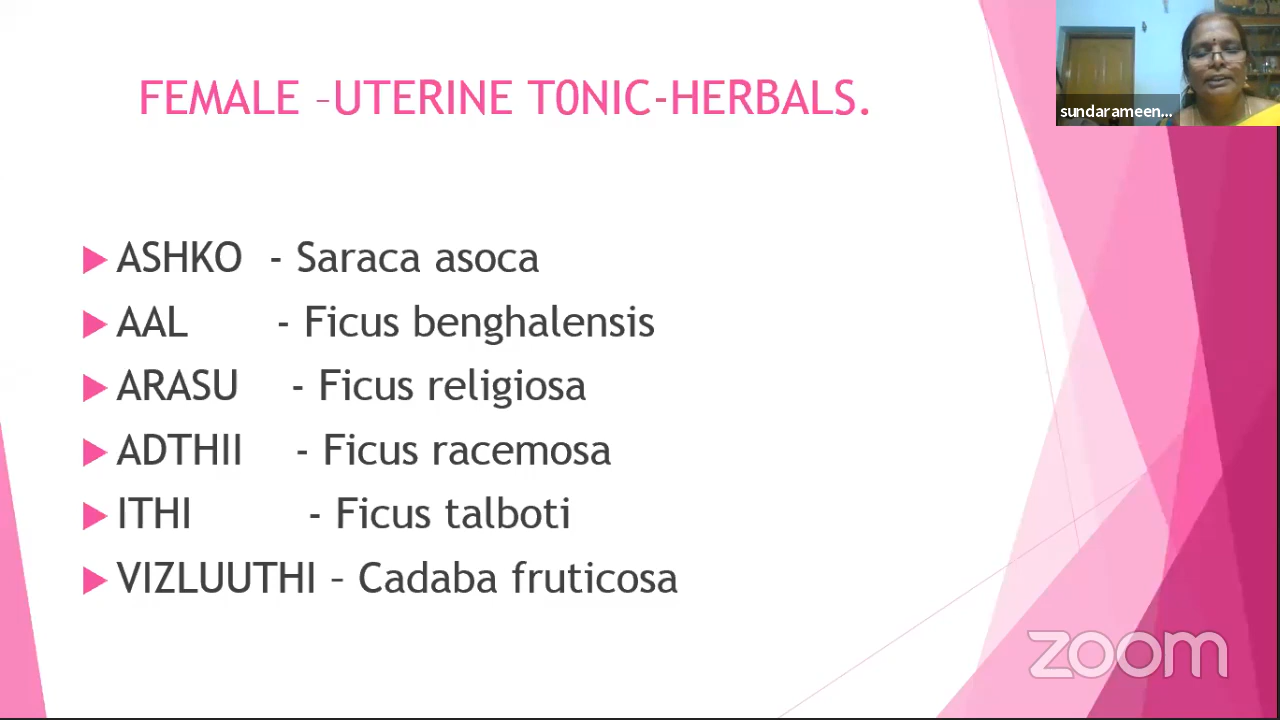 FEMALE –UTERINE T0NIC-HERBALS.
sundarameen...
ASHKO - Saraca asoca
AAL - Ficus benghalensis
ARASU - Ficus religiosa
ADTHII - Ficus racemosa
ITHI - Ficus talboti
VIZLUUTHI – Cadaba fruticosa
zoom